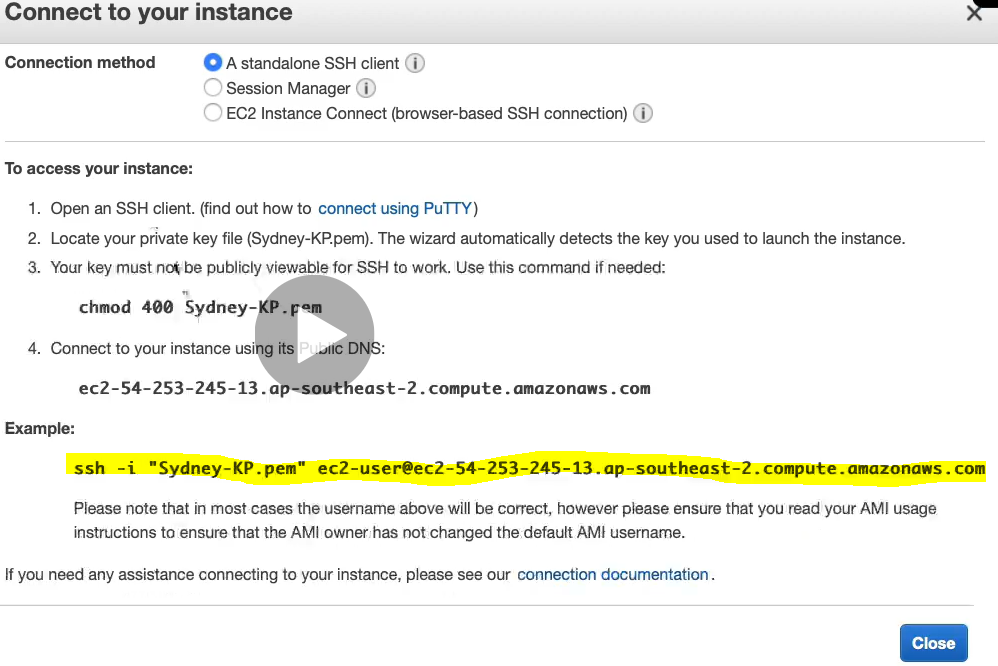 Connect to your instance
Connection method
A standalone SSH client
Session Manager
EC2 Instance Connect (browser-based SSH connection)
To access your instance:
1. Open an SSH client. (find out how to connect using PuTTY)
2. Locate your private key file (Sydney-KP.pem). The wizard automatically detects the key you used to launch the instance.
3. Your key must not be publicly viewable for SSH to work. Use this command if needed:
chmod 400 Sydney-KP.pem
4. Connect to your instance using its Public DNS:
ec2-54-253-245-13.ap-southeast-2.compute.amazonaws.com
Example:
ssh -i "Sydney-KP.pem" ec2-user@ec2-54-253-245-13.ap-southeast-2.compute.amazonaws.com
Please note that in most cases the username above will be correct, however please ensure that you read your AMI usage
instructions to ensure that the AMI owner has not changed the default AMI username.
If you need any assistance connecting to your instance, please see our connection documentation.
Close